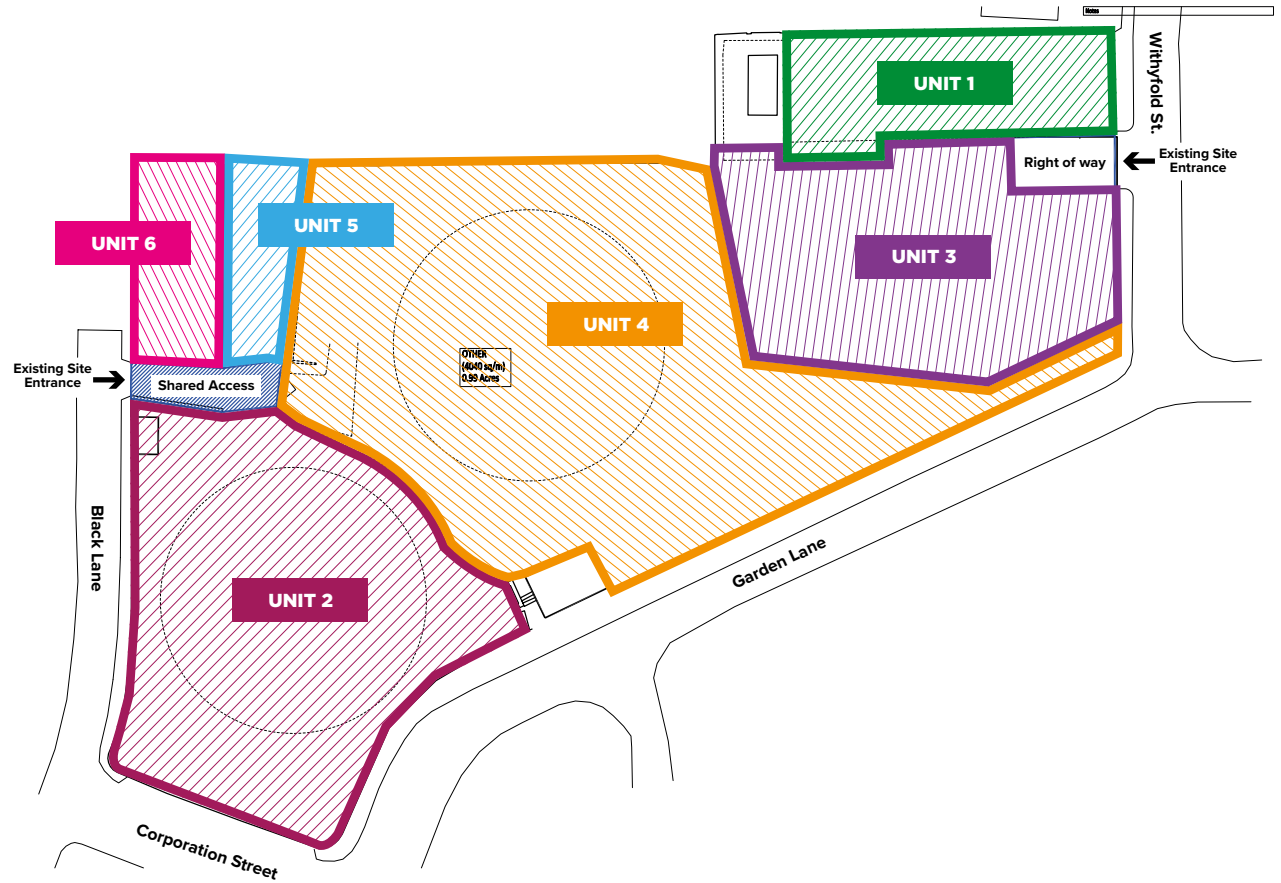 Notes
Withyfold St.
UNIT 1
Existing Site
Entrance
Right of way
UNIT 6
UNIT 5
UNIT 3
UNIT 4
OTHER
(4040 sq/m)
0.99 Acres
Existing Site
Entrance
Shared Access
Black Lane
Garden Lane
UNIT 2
Corporation Street